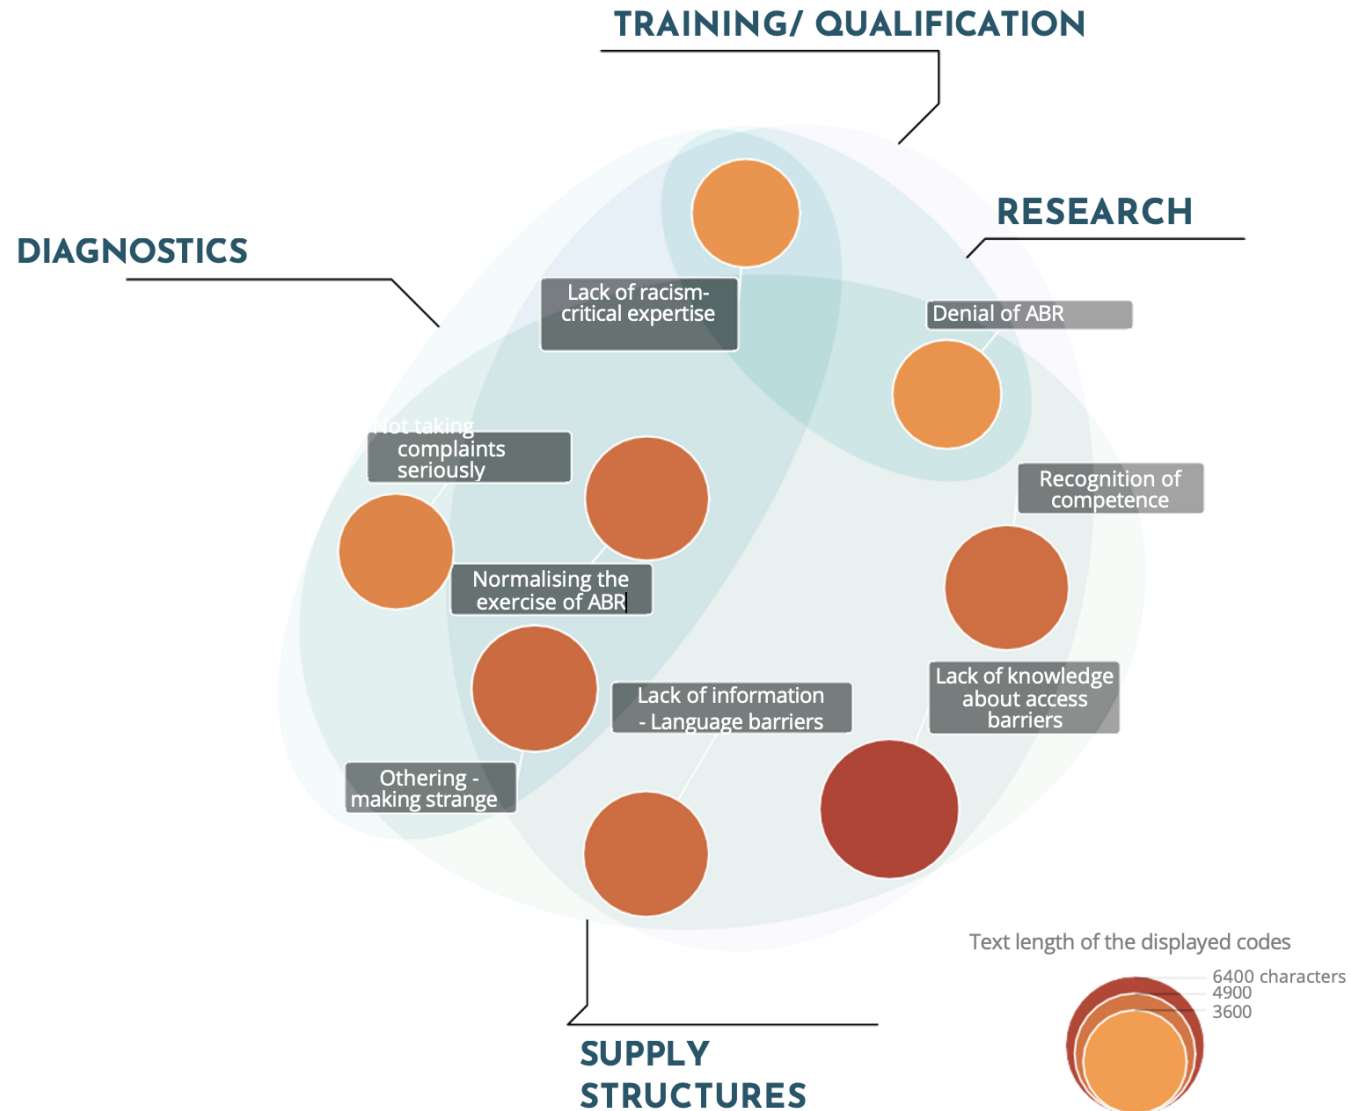 TRAINING/ QUALIFICATION
RESEARCH
DIAGNOSTICS
Lack of racism-
critical expertise
Denial of ABR
Not taking
complaints
seriously
Recognition of
competence
Normalising the
exercise of ABR
Lack of knowledge
about access
barriers
Lack of information
- Language barriers
Othering -
making strange
Text length of the displayed codes
6400 characters
4900
3600
SUPPLY
STRUCTURES